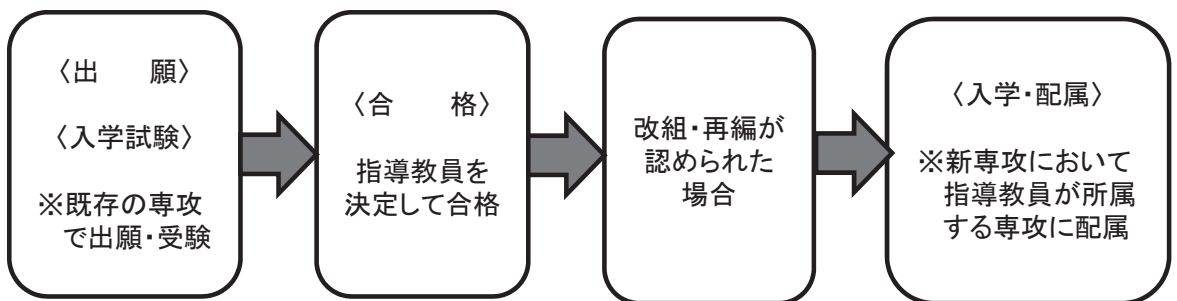 〈出　　願〉
〈入学試験〉
※既存の専攻
で出願・受験
〈合　　格〉
指導教員を
決定して合格
改組・再編が
認められた
場合
〈入学・配属〉
※新専攻において
指導教員が所属
する専攻に配属